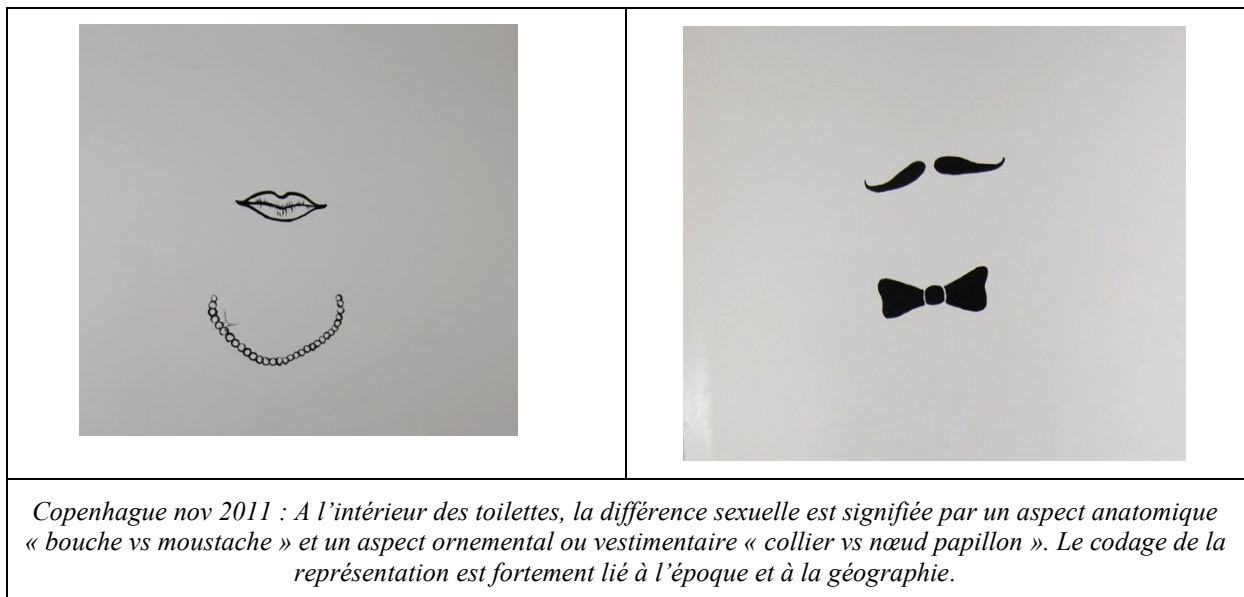 Copenhague nov 2011 : A l’intérieur des toilettes, la différence sexuelle est signifiée par un aspect anatomique
« bouche vs moustache » et un aspect ornemental ou vestimentaire « collier vs nœud papillon ». Le codage de la
représentation est fortement lié à l’époque et à la géographie.